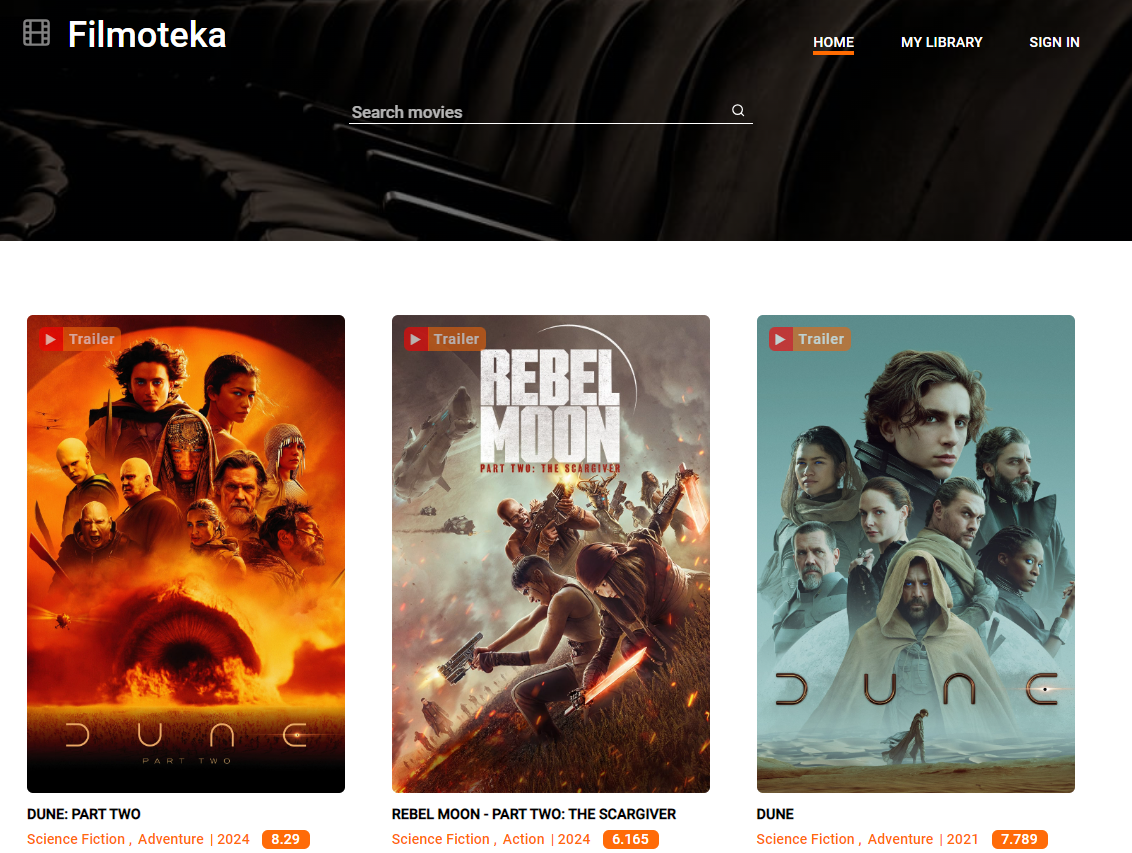 Filmoteka
HOME MY LIBRARY SIGN IN
Search movies
Trailer
DUNE
PART TWO
DUNE: PART TWO
Science Fiction , Adventure | 2024 8.29
Trailer
REBEL
MOON
PART TWO: THE SCARGIVER
REBEL MOON - PART TWO: THE SCARGIVER
Science Fiction , Action | 2024 6.165
Trailer
DUNE
DUNE
Science Fiction , Adventure | 2021 7.789